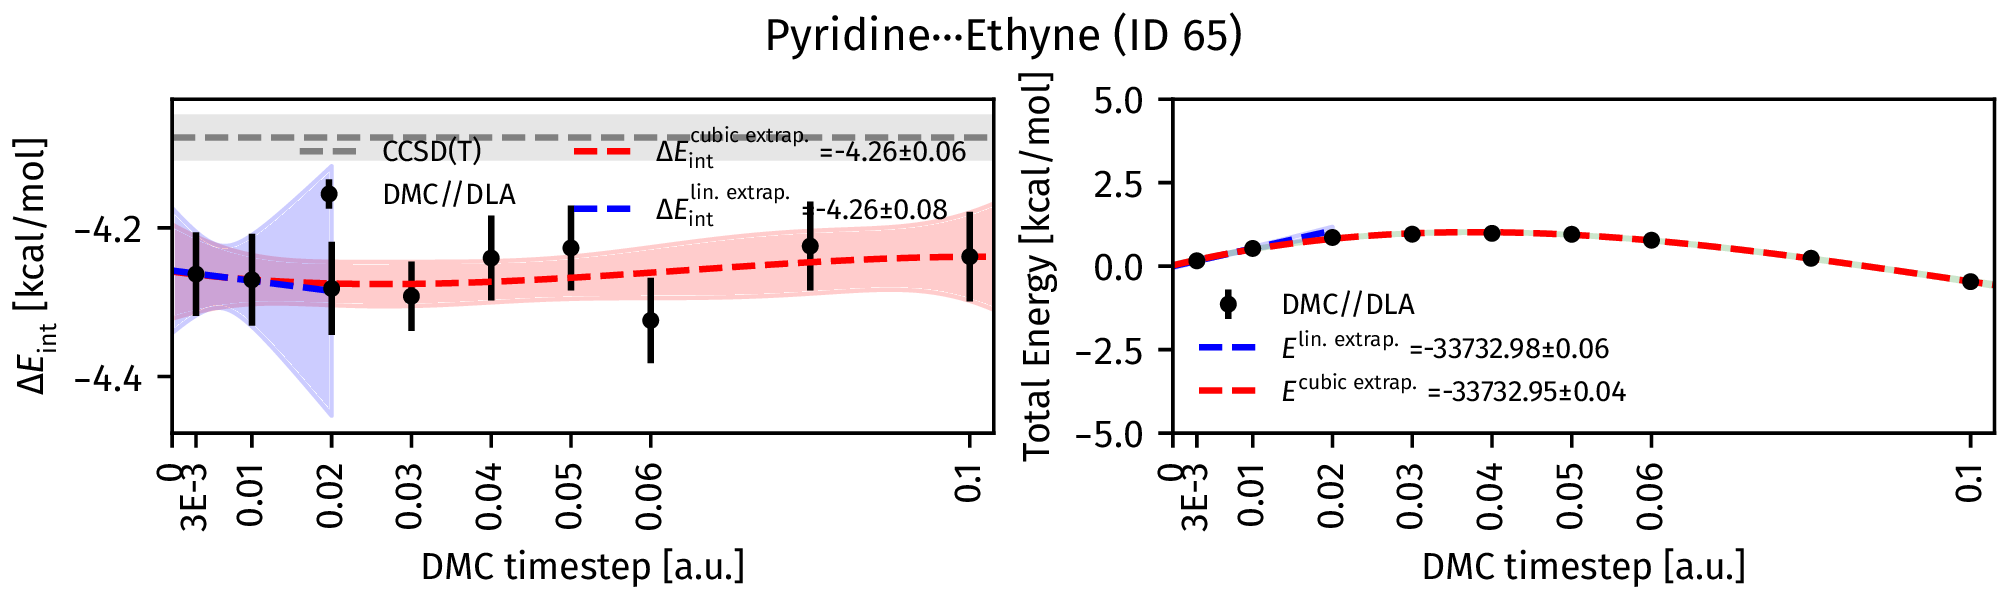 Pyridine···Ethyne (ID 65)
ΔE_int [kcal/mol]
−4.2
−4.4
CCSD(T)
DMC//DLA
ΔE_int^cubic extrap. =-4.26±0.06
ΔE_int^lin. extrap. =-4.26±0.08
0
3E-3
0.01
0.02
0.03
0.04
0.05
0.06
0.1
DMC timestep [a.u.]
Total Energy [kcal/mol]
5.0
2.5
0.0
−2.5
−5.0
DMC//DLA
E^lin. extrap. =-33732.98±0.06
E^cubic extrap. =-33732.95±0.04
0
3E-3
0.01
0.02
0.03
0.04
0.05
0.06
0.1
DMC timestep [a.u.]